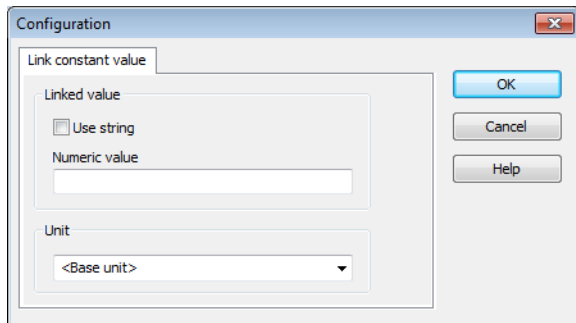 Configuration
Link constant value
Linked value
Use string
Numeric value
Unit
<Base unit>
OK
Cancel
Help